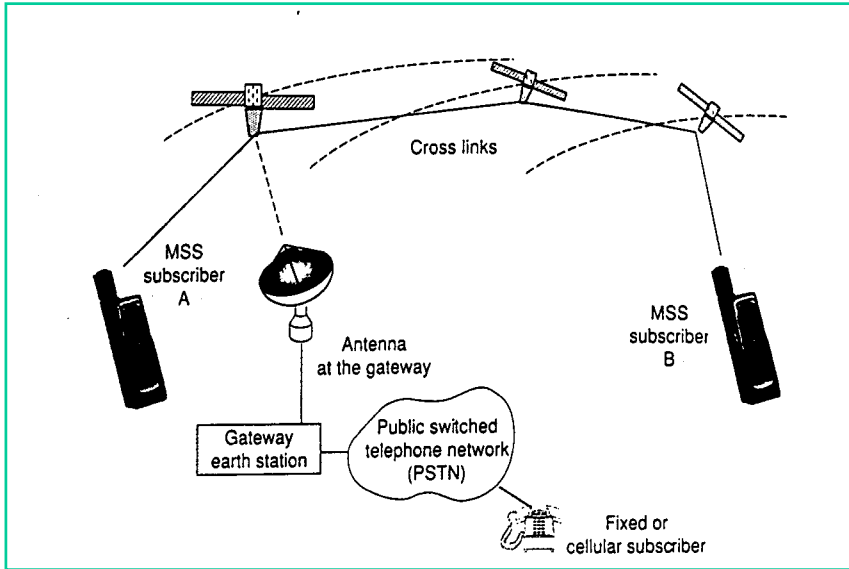 Cross links
MSS
subscriber
A
MSS
subscriber
B
Antenna
at the gateway
Gateway
earth station
Public switched
telephone network
(PSTN)
Fixed or
cellular subscriber